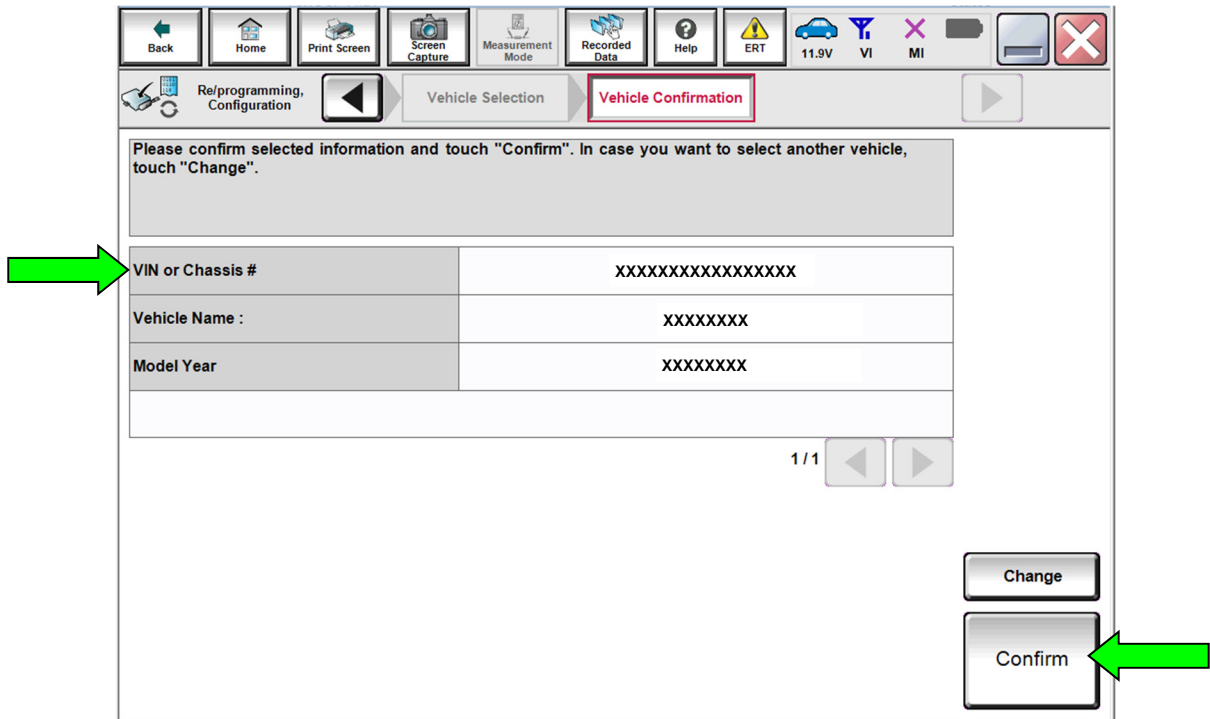 Back
Home
Print Screen
Screen
Capture
Measurement
Mode
Recorded
Data
Help
ERT
11.9V
VI
MI
Re/programming,
Configuration
Vehicle Selection
Vehicle Confirmation
Please confirm selected information and touch "Confirm". In case you want to select another vehicle,
touch "Change".
VIN or Chassis #
XXXXXXXXXXXXXXXXX
Vehicle Name :
XXXXXXXX
Model Year
XXXXXXXX
1 / 1
Change
Confirm